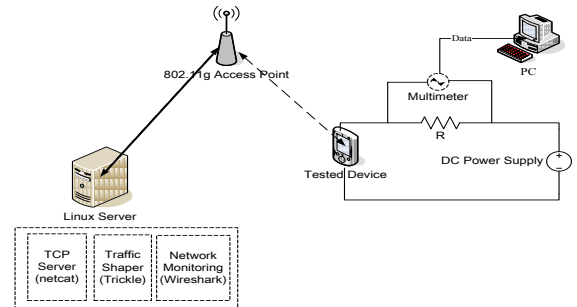 802.11g Access Point
Data
PC
Multimeter
R
DC Power Supply
+
−
Tested Device
Linux Server
TCP
Server
(netcat)
Traffic
Shaper
(Trickle)
Network
Monitoring
(Wireshark)